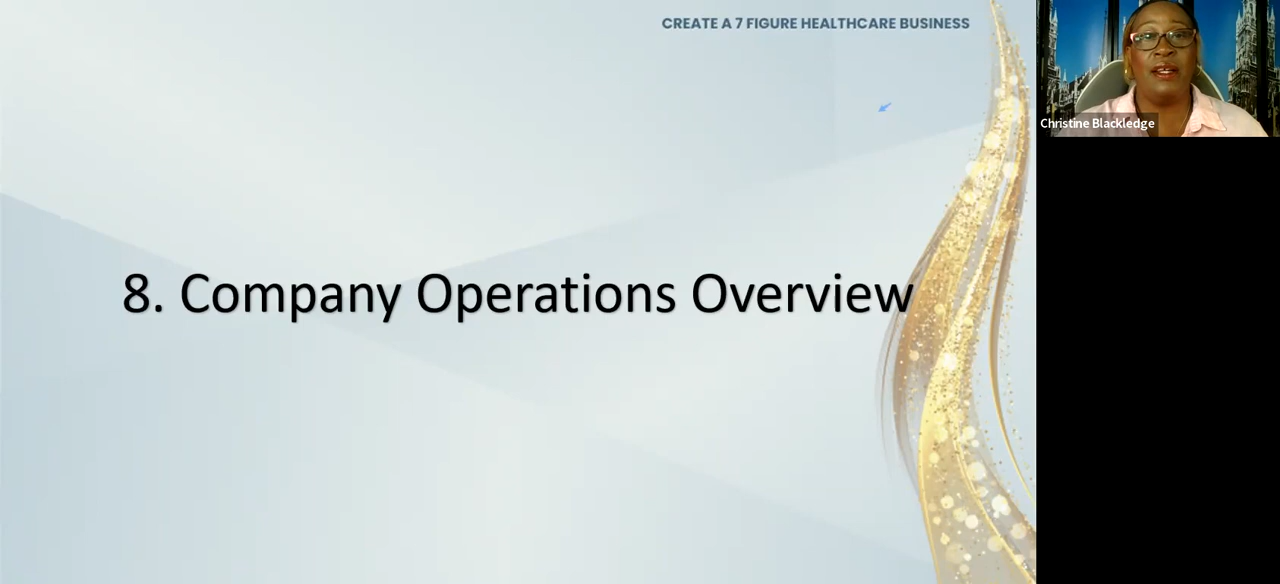 CREATE A 7 FIGURE HEALTHCARE BUSINESS
Christine Blackledge
8. Company Operations Overview